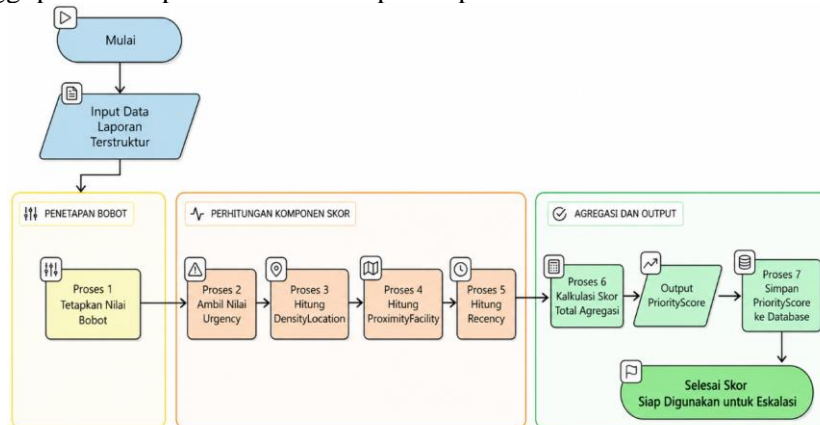 Mulai
Input Data
Laporan
Terstruktur
PENETAPAN BOBOT
Proses 1
Tetapkan Nilai
Bobot
PERHITUNGAN KOMPONEN SKOR
Proses 2
Ambil Nilai
Urgency
Proses 3
Hitung
DensityLocation
Proses 4
Hitung
ProximityFacility
Proses 5
Hitung
Recency
AGREGASI DAN OUTPUT
Proses 6
Kalkulasi Skor
Total Agregasi
Output
PriorityScore
Proses 7
Simpan
PriorityScore
ke Database
Selesai Skor
Siap Digunakan untuk Eskalasi